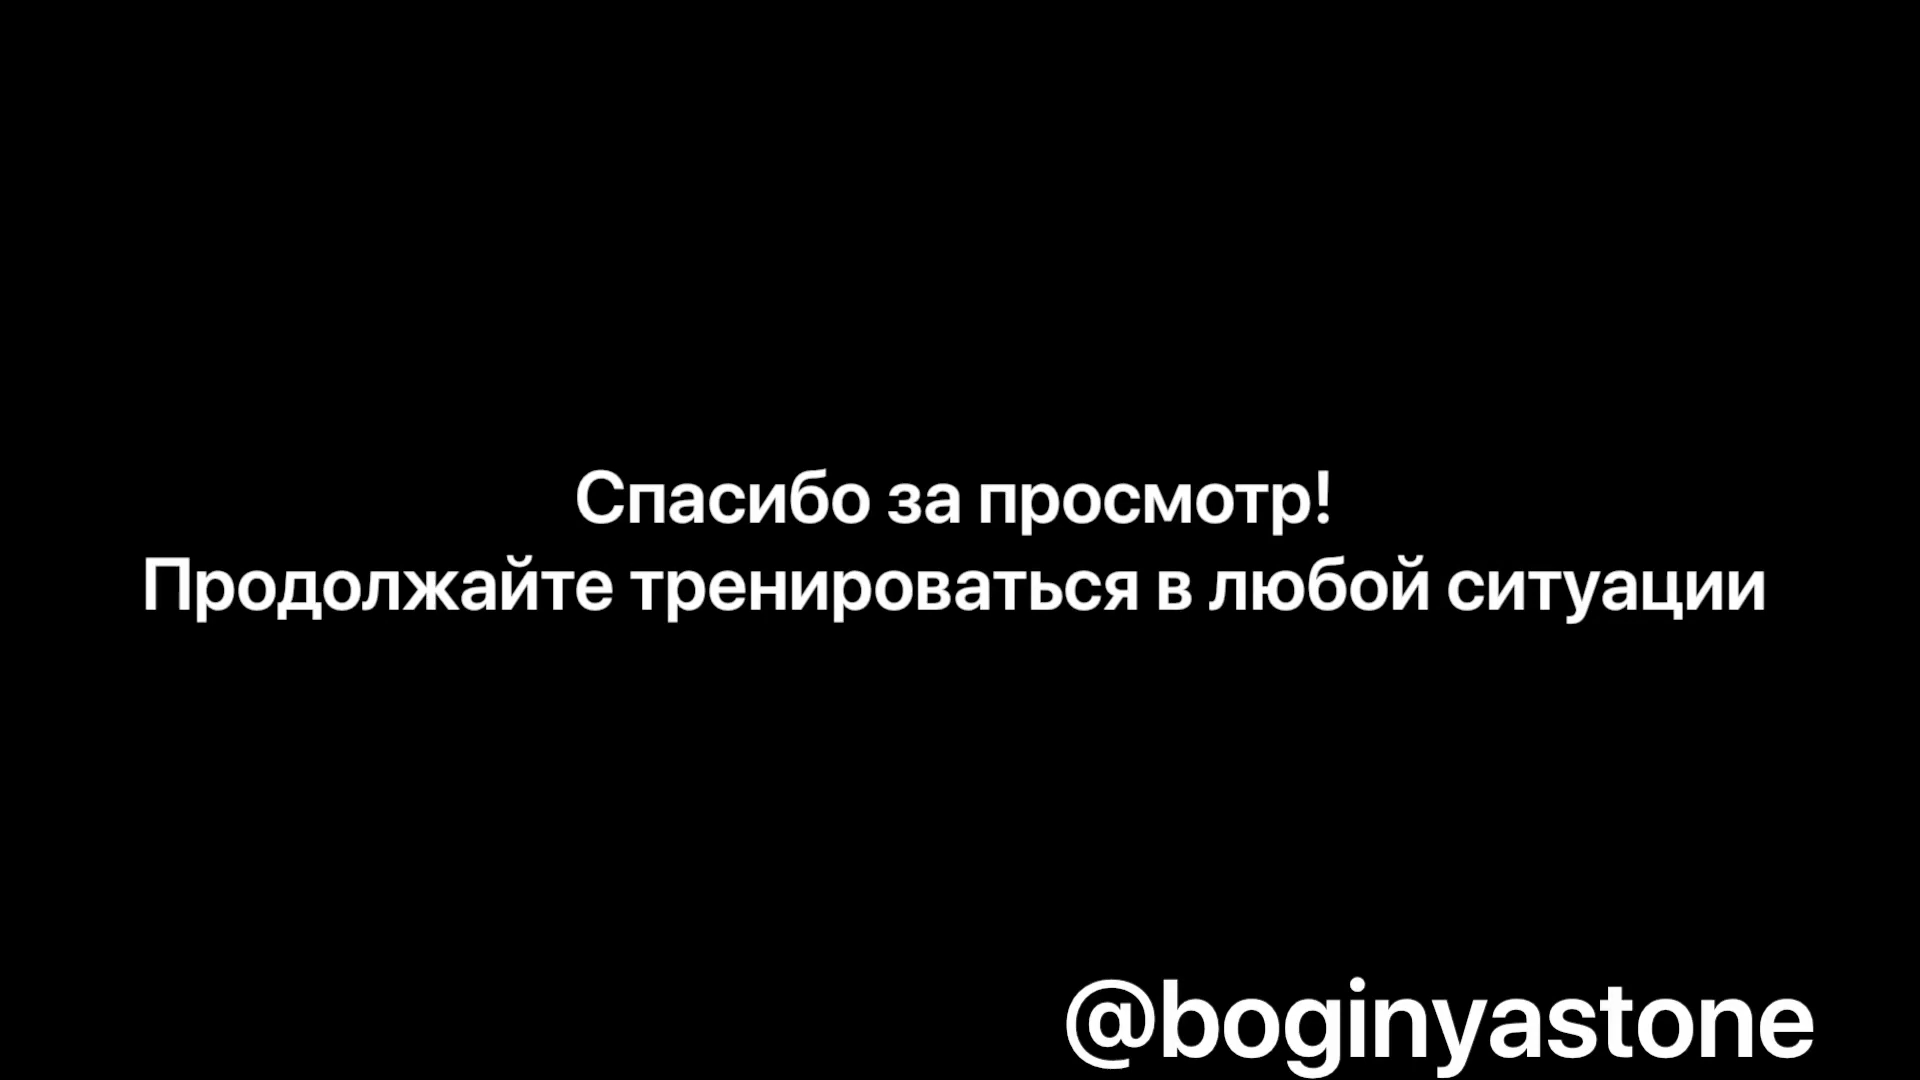 Спасибо за просмотр!
Продолжайте тренироваться в любой ситуации
@boginyastone